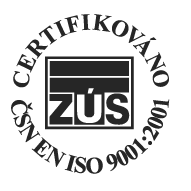 CERTIFIKOVÁNO
ZÚS
ČSN EN ISO 9001:2001